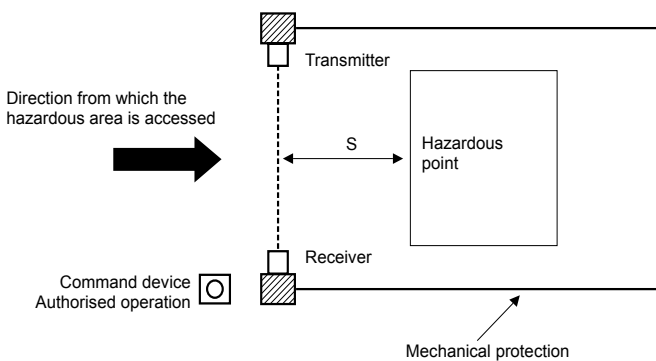 Transmitter
Direction from which the
hazardous area is accessed
S
Hazardous
point
Receiver
Command device
Authorised operation
Mechanical protection